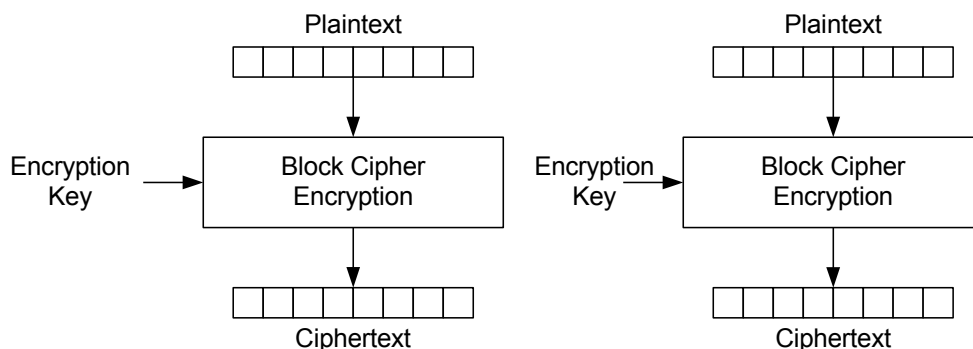 Plaintext
Encryption
Key
Block Cipher
Encryption
Ciphertext
Plaintext
Encryption
Key
Block Cipher
Encryption
Ciphertext